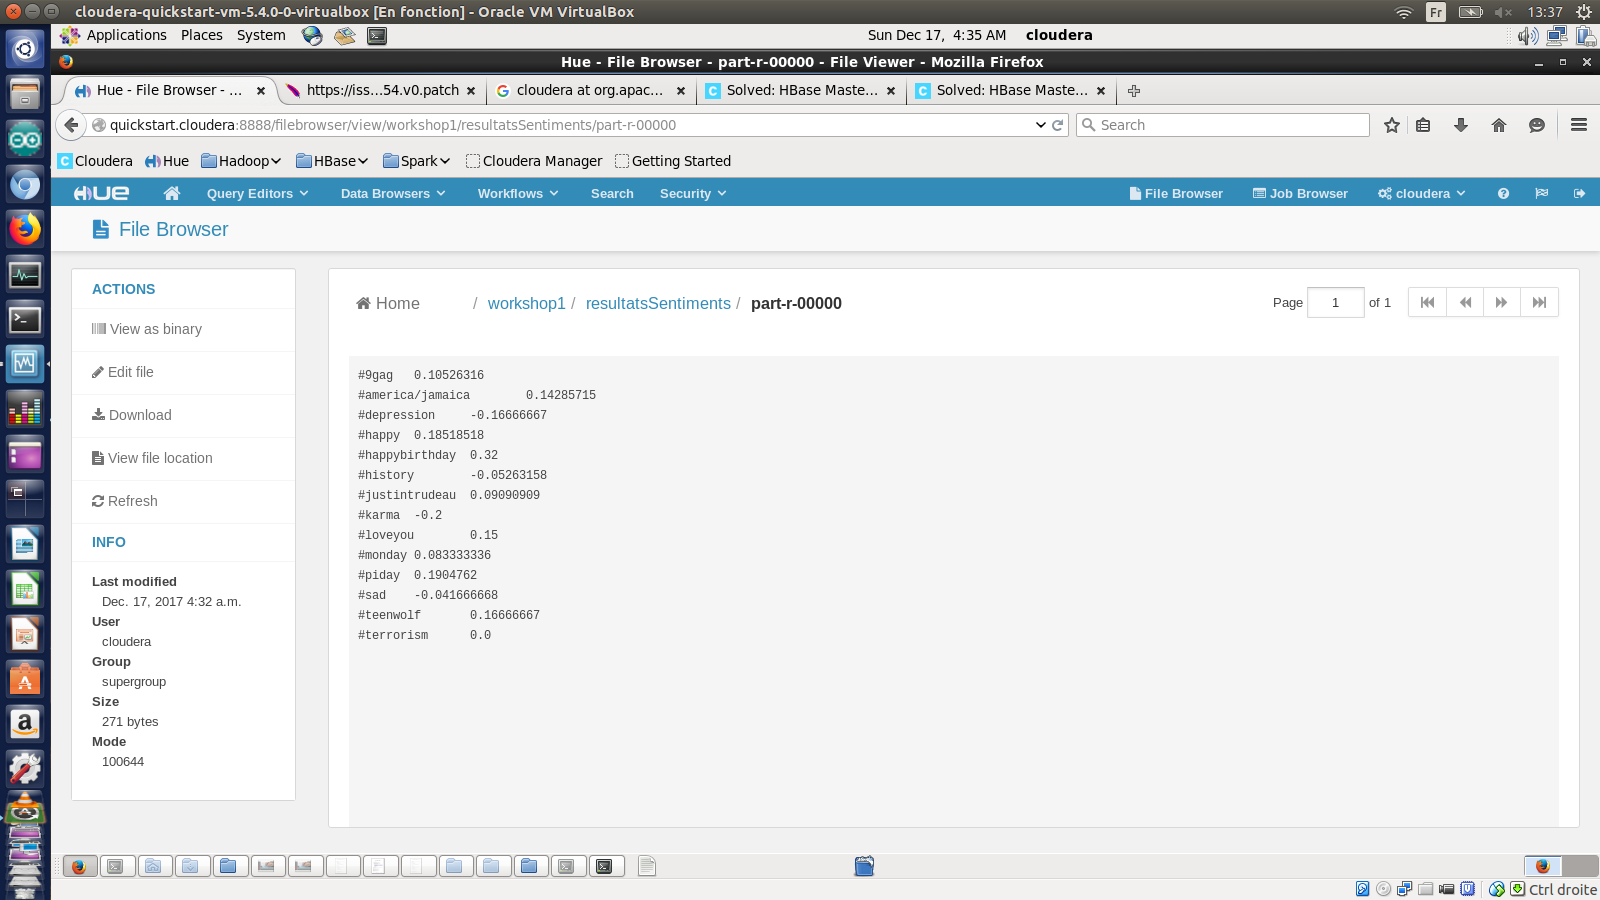 cloudera-quickstart-vm-5.4.0-0-virtualbox [En fonction] - Oracle VM VirtualBox
Fr
13:37
Applications Places System
Sun Dec 17, 4:35 AM
cloudera
Hue - File Browser - part-r-00000 - File Viewer - Mozilla Firefox
Hue - File Browser - ...
https://iss...54.v0.patch
cloudera at org.apac...
Solved: HBase Maste...
Solved: HBase Maste...
quickstart.cloudera:8888/filebrowser/view/workshop1/resultatsSentiments/part-r-00000
Search
Cloudera Hue Hadoop HBase Spark Cloudera Manager Getting Started
HUE Query Editors Data Browsers Workflows Search Security File Browser Job Browser cloudera
File Browser
ACTIONS
View as binary
Edit file
Download
View file location
Refresh
INFO
Last modified
Dec. 17, 2017 4:32 a.m.
User
cloudera
Group
supergroup
Size
271 bytes
Mode
100644
Home / workshop1 / resultatsSentiments / part-r-00000
Page 1 of 1
#9gag 0.10526316
#america/jamaica 0.14285715
#depression -0.16666667
#happy 0.18518518
#happybirthday 0.32
#history -0.05263158
#justintrudeau 0.09090909
#karma -0.2
#loveyou 0.15
#monday 0.083333336
#piday 0.1904762
#sad -0.041666668
#teenwolf 0.16666667
#terrorism 0.0
Ctrl droite